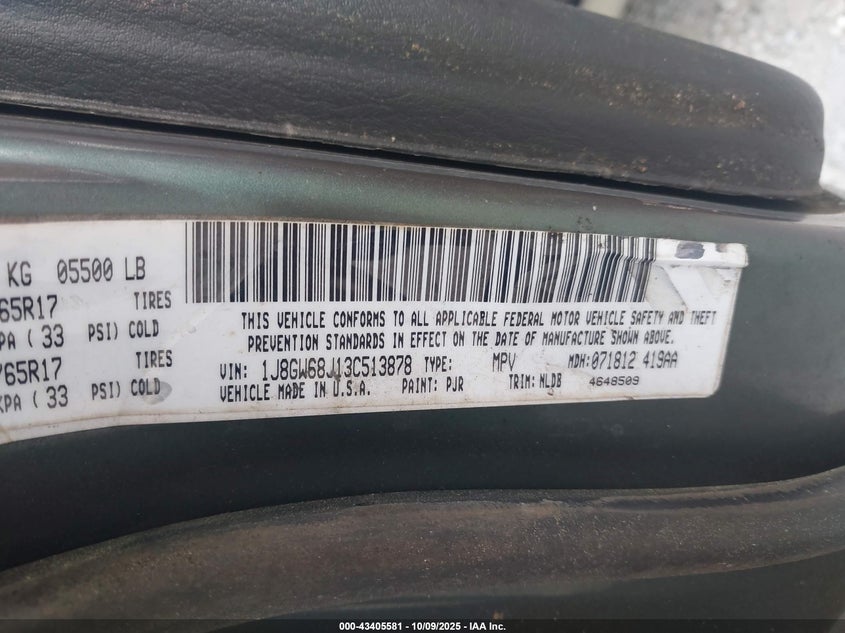 KG 05500 LB
65R17 TIRES
KPA ( 33 PSI) COLD
/65R17 TIRES
KPA ( 33 PSI) COLD
THIS VEHICLE CONFORMS TO ALL APPLICABLE FEDERAL MOTOR VEHICLE SAFETY AND THEFT
PREVENTION STANDARDS IN EFFECT ON THE DATE OF MANUFACTURE SHOWN ABOVE.
VIN: 1J8GW68J13C513878 TYPE: MPV MDH:071812 419AA
VEHICLE MADE IN U.S.A. PAINT: PJR TRIM: NLDB 4648509
000-43405581 - 10/09/2025 - IAA Inc.